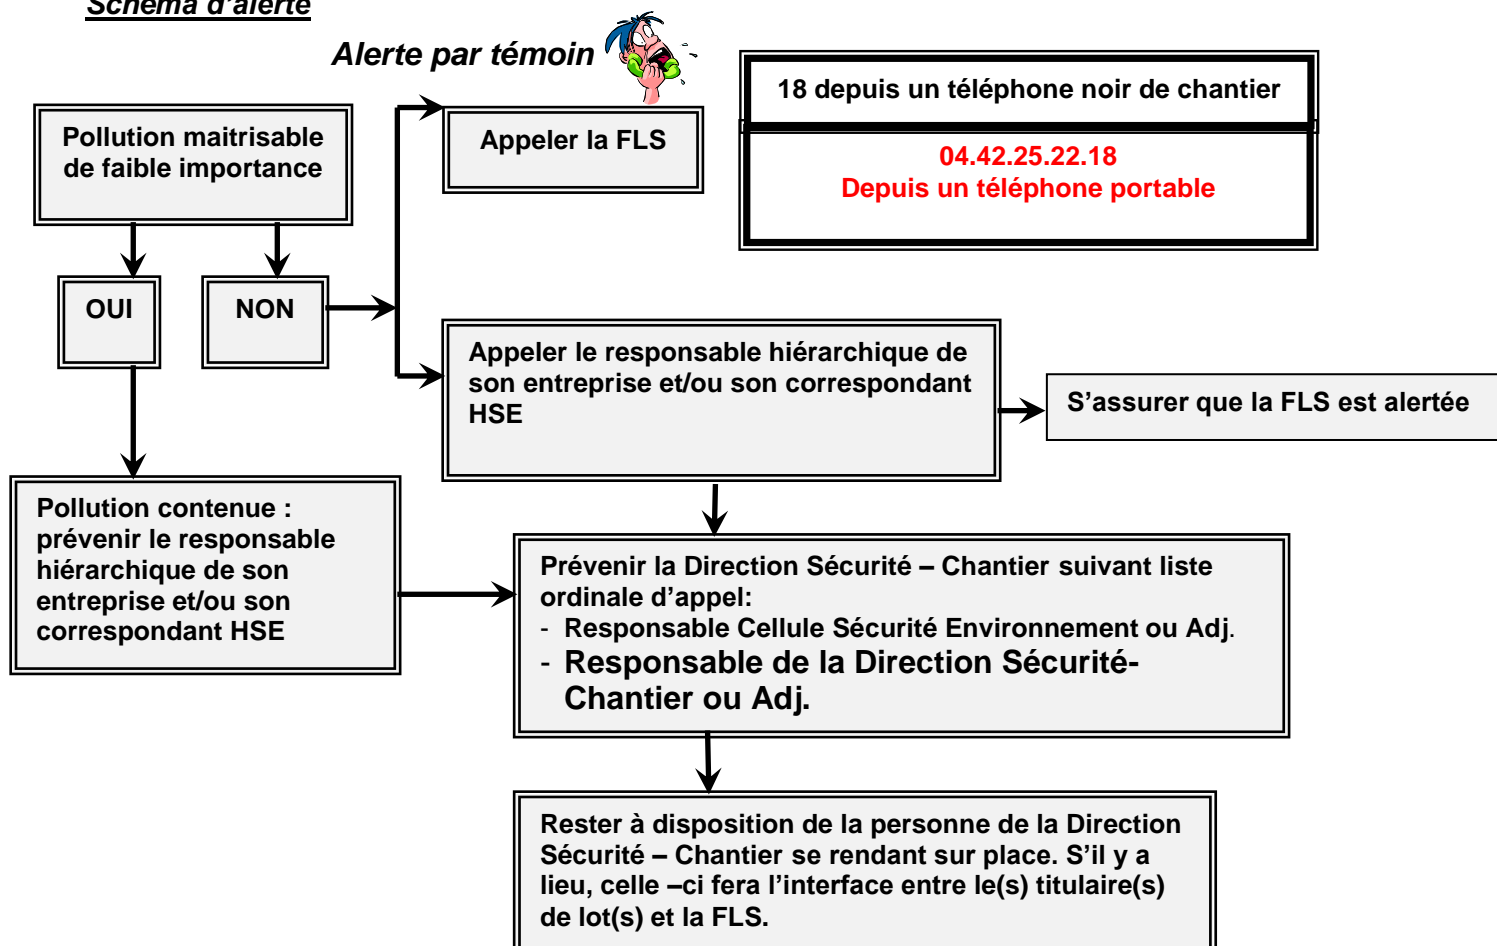 Schéma d'alerte
Alerte par témoin
18 depuis un téléphone noir de chantier
04.42.25.22.18
Depuis un téléphone portable
Pollution maitrisable
de faible importance
Appeler la FLS
OUI
NON
Appeler le responsable hiérarchique de
son entreprise et/ou son correspondant
HSE
S'assurer que la FLS est alertée
Pollution contenue :
prévenir le responsable
hiérarchique de son
entreprise et/ou son
correspondant HSE
Prévenir la Direction Sécurité – Chantier suivant liste
ordinale d'appel:
- Responsable Cellule Sécurité Environnement ou Adj.
- Responsable de la Direction Sécurité-
Chantier ou Adj.
Rester à disposition de la personne de la Direction
Sécurité – Chantier se rendant sur place. S'il y a
lieu, celle –ci fera l'interface entre le(s) titulaire(s)
de lot(s) et la FLS.